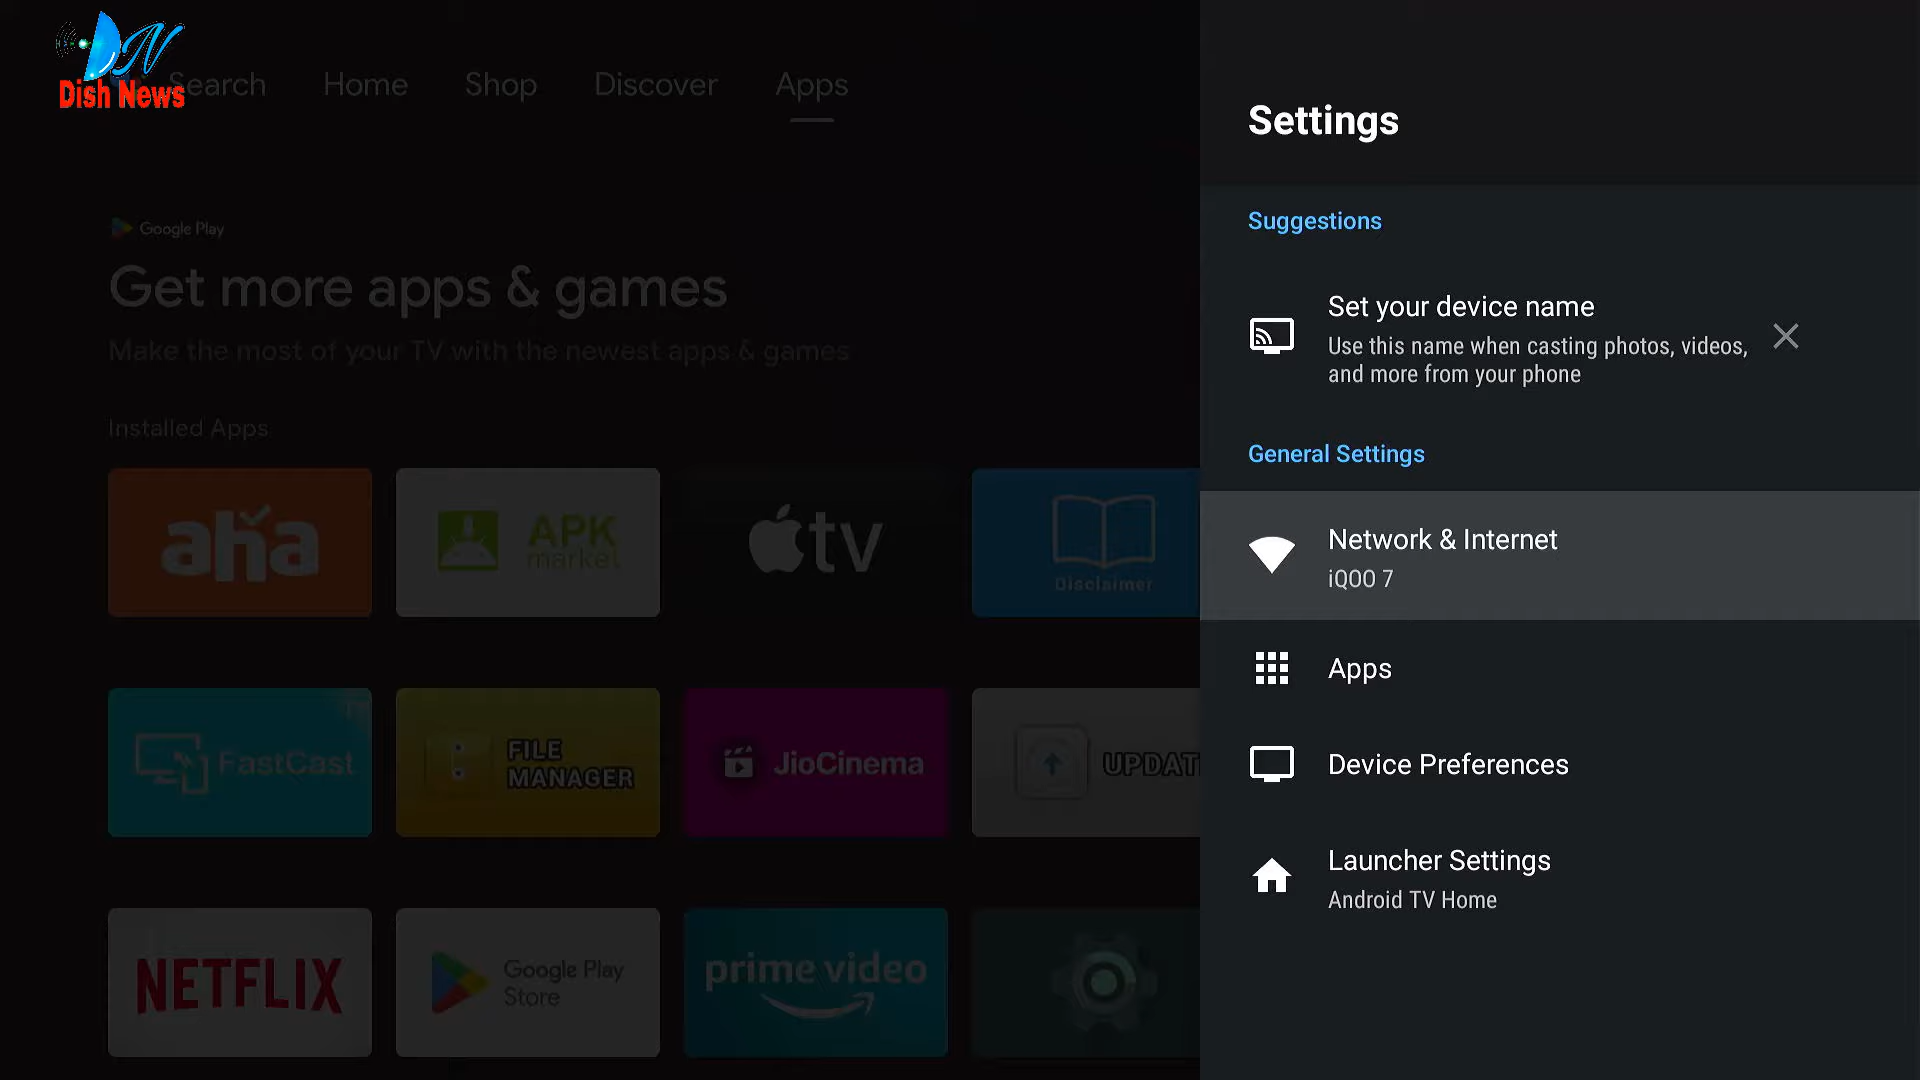 DN
Dish News
Search Home Shop Discover Apps
Google Play
Get more apps & games
Make the most of your TV with the newest apps & games
Installed Apps
aha
APK
market
tv
Disclaimer
FastCast
FILE
MANAGER
JioCinema
UPDAT
NETFLIX
Google Play
Store
prime video
Settings
Suggestions
Set your device name
Use this name when casting photos, videos,
and more from your phone
General Settings
Network & Internet
iQOO 7
Apps
Device Preferences
Launcher Settings
Android TV Home